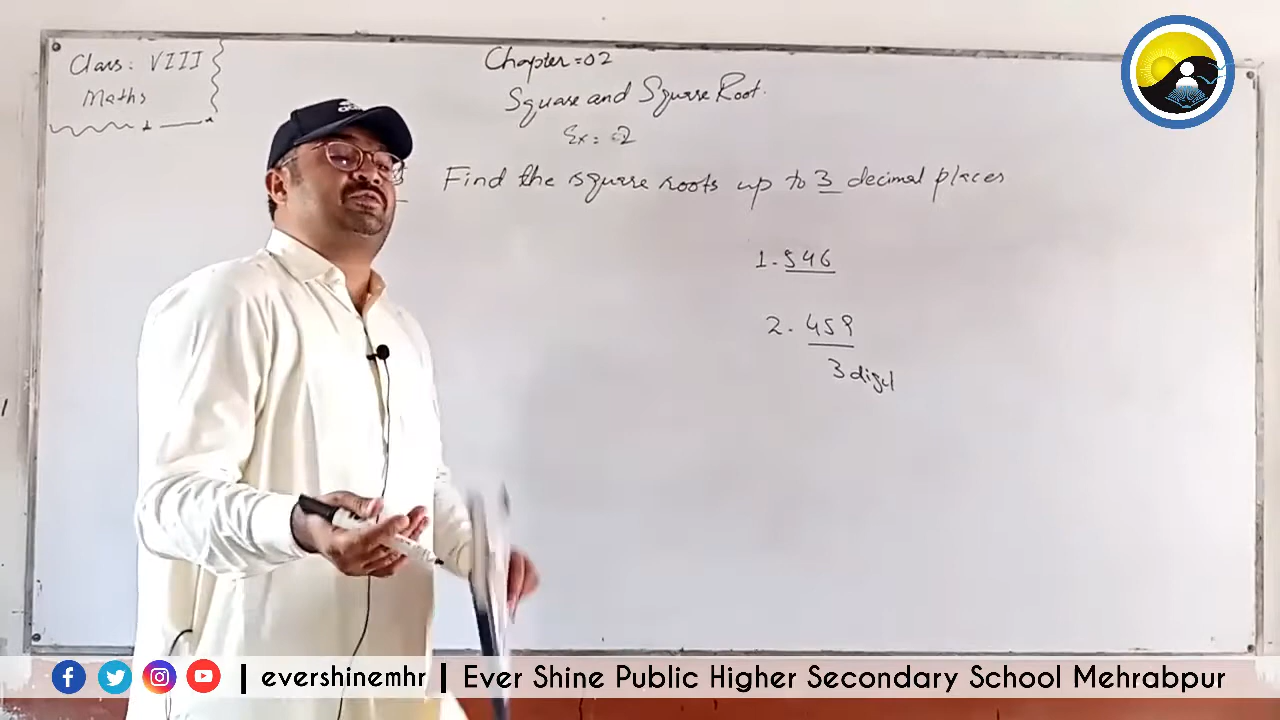 Class: VIII
Maths
Chapter=02
Square and Square Root.
Ex=02
Find the square roots up to 3 decimal places
1. 546
2. 459
3 digit
| evershinemhr | Ever Shine Public Higher Secondary School Mehrabpur